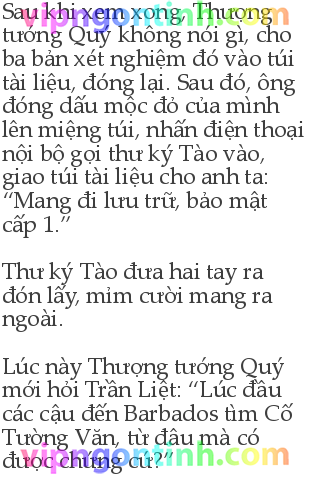 Sau khi xem xong, Thượng
tướng Quý không nói gì, cho
ba bản xét nghiệm đó vào túi
tài liệu, đóng lại. Sau đó, ông
đóng dấu mộc đỏ của mình
lên miệng túi, nhấn điện thoại
nội bộ gọi thư ký Tào vào,
giao túi tài liệu cho anh ta:
“Mang đi lưu trữ, bảo mật
cấp 1.”
Thư ký Tào đưa hai tay ra
đón lấy, mỉm cười mang ra
ngoài.
Lúc này Thượng tướng Quý
mới hỏi Trần Liệt: “Lúc đầu
các cậu đến Barbados tìm Cố
Tường Văn, từ đâu mà có
được chứng cứ?”
vipngontinh.com
vipngontinh.com